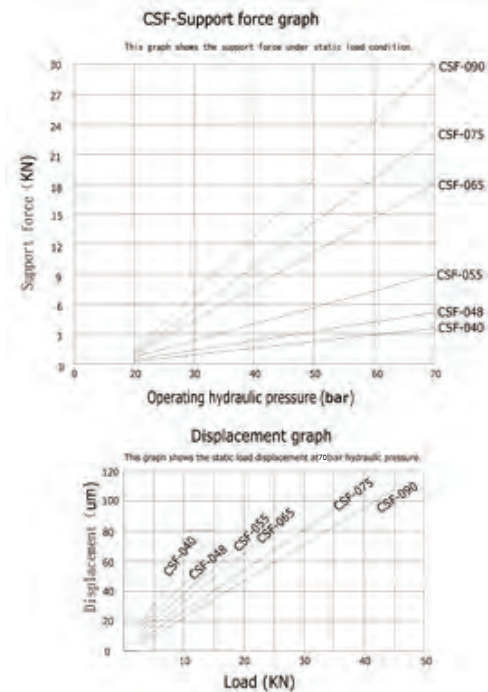 CSF-Support force graph
This graph shows the support force under static load condition.
Support force (KN)
30
27
24
21
18
15
12
9
6
3
0
0
20
30
40
50
60
70
CSF-090
CSF-075
CSF-065
CSF-055
CSF-048
CSF-040
Operating hydraulic pressure (bar)
Displacement graph
This graph shows the static load displacement at70bar hydraulic pressure.
Displacement (um)
120
100
80
60
40
20
0
CSF-040
CSF-048
CSF-055
CSF-065
CSF-075
CSF-090
10
20
30
40
50
Load (KN)